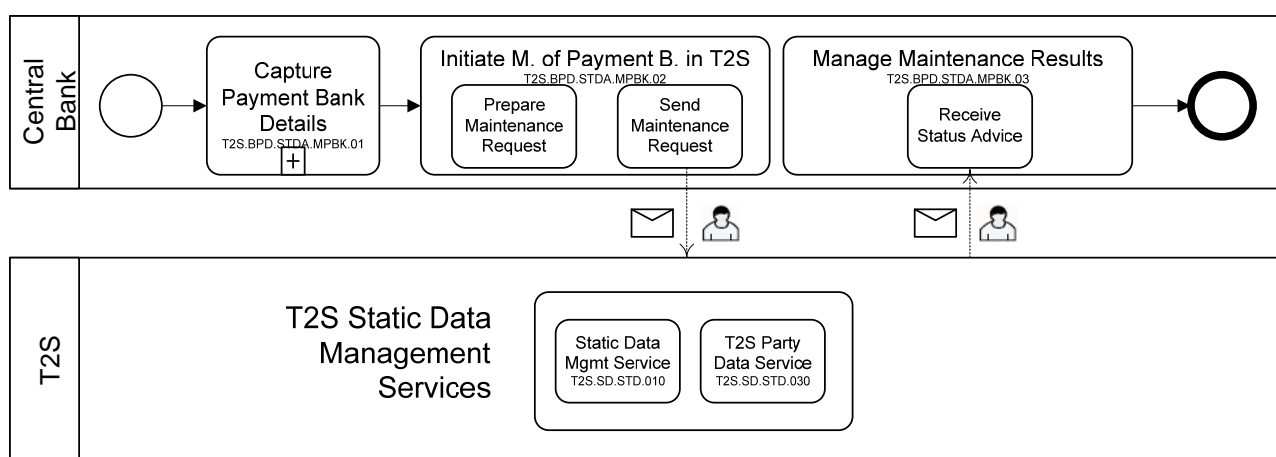 Central
Bank
Capture
Payment Bank
Details
T2S.BPD.STDA.MPBK.01
+
Initiate M. of Payment B. in T2S
T2S.BPD.STDA.MPBK.02
Prepare
Maintenance
Request
Send
Maintenance
Request
Manage Maintenance Results
T2S.BPD.STDA.MPBK.03
Receive
Status Advice
T2S
T2S Static Data
Management
Services
Static Data
Mgmt Service
T2S.SD.STD.010
T2S Party
Data Service
T2S.SD.STD.030